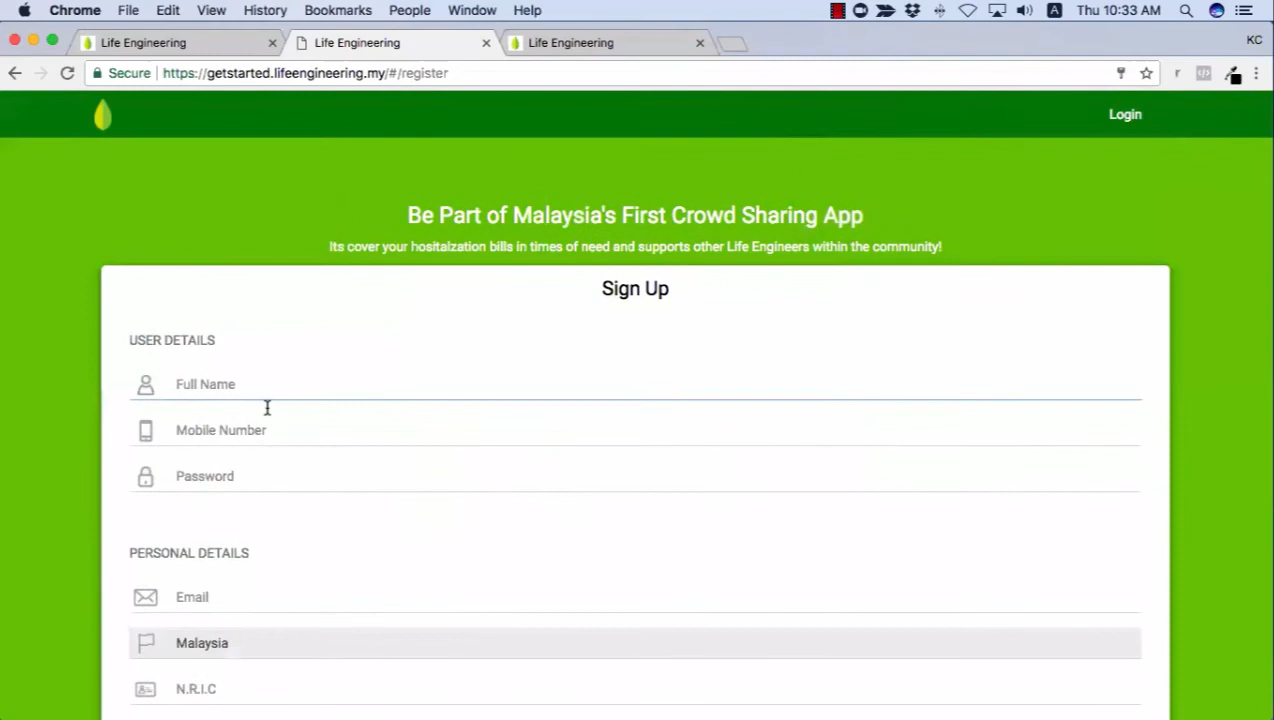 Chrome File Edit View History Bookmarks People Window Help A Thu 10:33 AM
Life Engineering Life Engineering Life Engineering KC
Secure https://getstarted.lifeengineering.my/#/register r
Login
Be Part of Malaysia's First Crowd Sharing App
Its cover your hositalzation bills in times of need and supports other Life Engineers within the community!
Sign Up
USER DETAILS
Full Name
Mobile Number
Password
PERSONAL DETAILS
Email
Malaysia
N.R.I.C